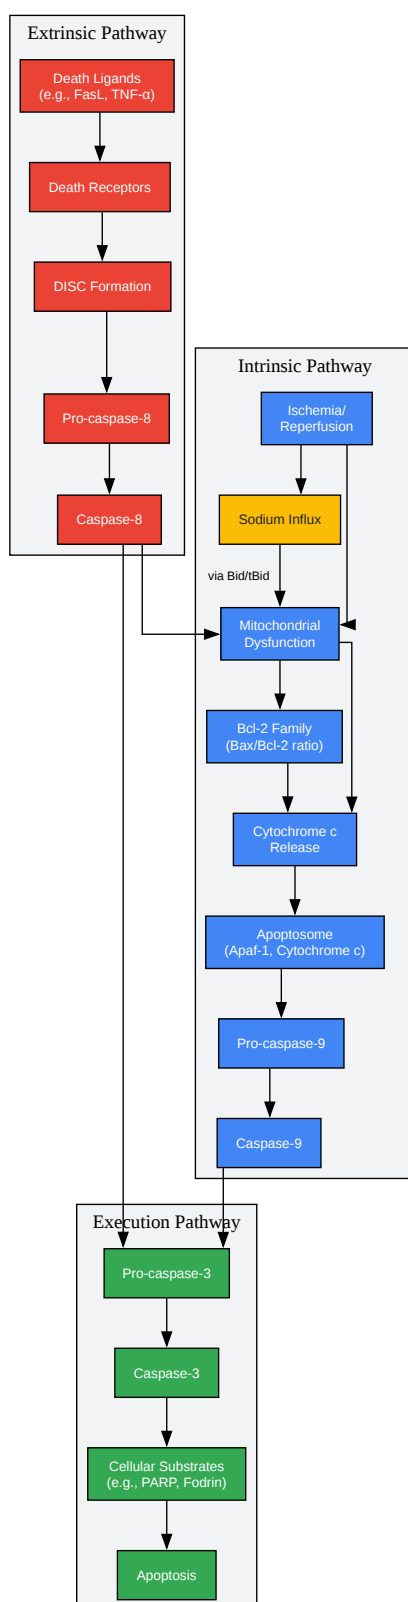 Extrinsic Pathway
Death Ligands
(e.g., FasL, TNF-α)
Death Receptors
DISC Formation
Pro-caspase-8
Caspase-8
Intrinsic Pathway
Ischemia/
Reperfusion
Sodium Influx
via Bid/tBid
Mitochondrial
Dysfunction
Bcl-2 Family
(Bax/Bcl-2 ratio)
Cytochrome c
Release
Apoptosome
(Apaf-1, Cytochrome c)
Pro-caspase-9
Caspase-9
Execution Pathway
Pro-caspase-3
Caspase-3
Cellular Substrates
(e.g., PARP, Fodrin)
Apoptosis